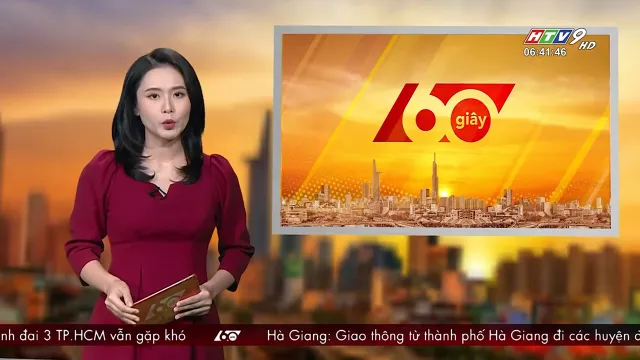 HTV9 HD
06:41:46
60 giây
nh đai 3 TP.HCM vẫn gặp khó 60 Hà Giang: Giao thông từ thành phố Hà Giang đi các huyện